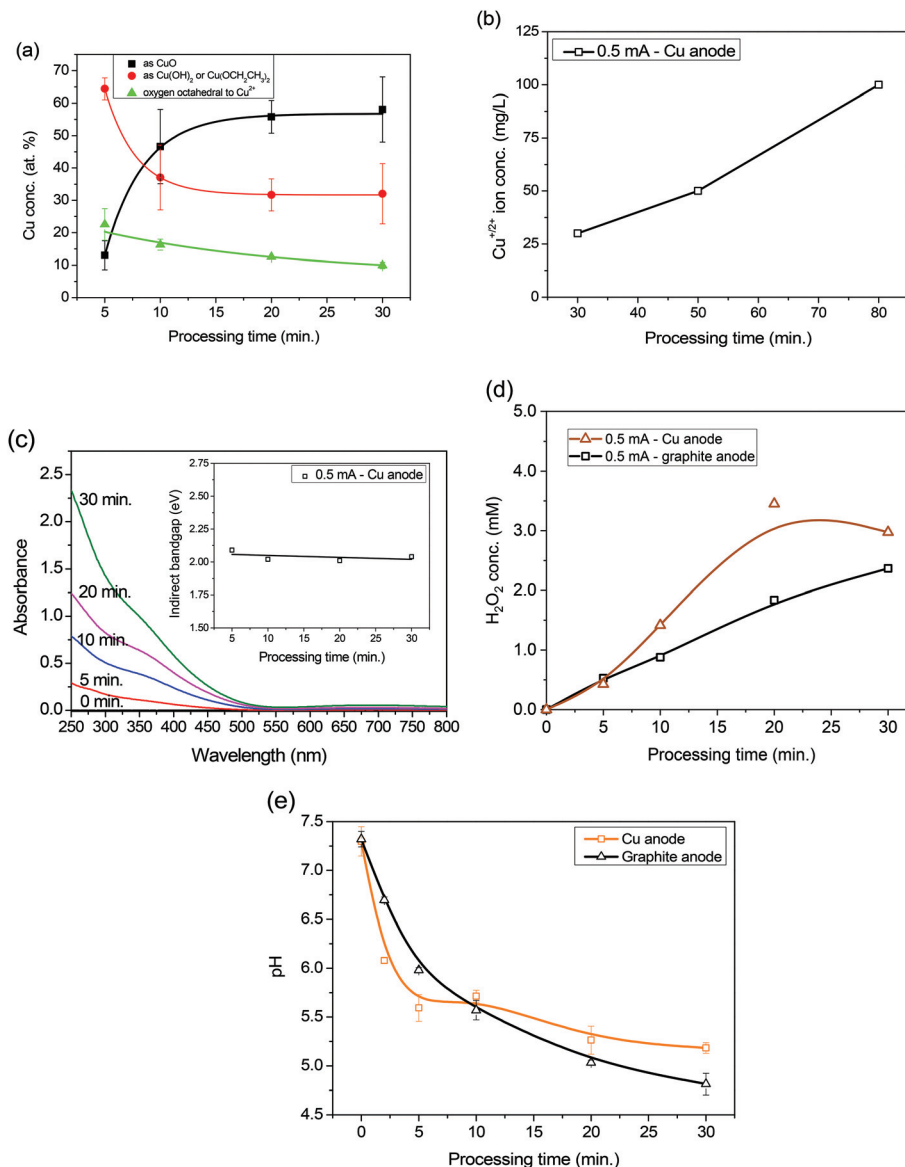 (a)
as CuO
as Cu(OH)₂ or Cu(OCH₂CH₃)₂
oxygen octahedral to Cu²⁺
Cu conc. (at. %)
70
60
50
40
30
20
10
0
5 10 20 30
Processing time (min.)
(b)
0.5 mA - Cu anode
Cu⁺/²⁺ ion conc. (mg/L)
125
100
75
50
25
0
30 40 50 60 70 80
Processing time (min.)
(c)
Absorbance
2.5
2.0
1.5
1.0
0.5
0.0
30 min.
20 min.
10 min.
5 min.
0 min.
250 300 350 400 450 500 550 600 650 700 750 800
Wavelength (nm)
0.5 mA - Cu anode
Indirect bandgap (eV)
2.75
2.50
2.25
2.00
1.75
1.50
5 10 15 20 25 30
Processing time (min.)
(d)
0.5 mA - Cu anode
0.5 mA - graphite anode
H₂O₂ conc. (mM)
5.0
4.0
3.0
2.0
1.0
0.0
0 5 10 15 20 25 30
Processing time (min.)
(e)
Cu anode
Graphite anode
pH
7.5
7.0
6.5
6.0
5.5
5.0
4.5
0 5 10 15 20 25 30
Processing time (min.)